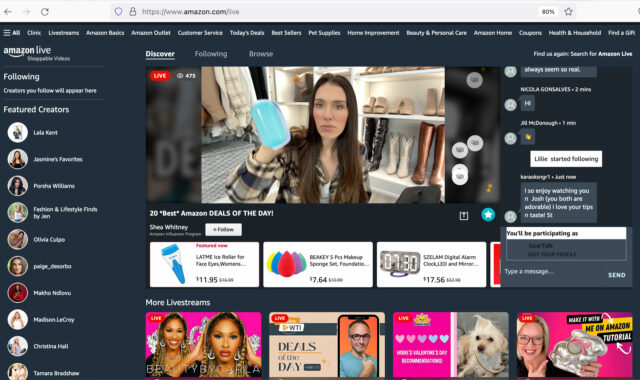 https://www.amazon.com/live
80%
All
Clinic
Livestreams
Amazon Basics
Amazon Outlet
Customer Service
Today's Deals
Best Sellers
Pet Supplies
Home Improvement
Beauty & Personal Care
Amazon Home
Coupons
Health & Household
Find a Gift
amazon live
Shoppable Videos
Discover
Following
Browse
Find us again: Search for Amazon Live
Following
Creators you follow will appear here
Featured Creators
Lala Kent
Jasmine's Favorites
Porsha Williams
Fashion & Lifestyle Finds
by Jen
Olivia Culpo
paige_desorbo
Makho Ndlovu
Madison.LeCroy
Christina Hall
Tamara Bradshaw
LIVE
475
20 *Best* Amazon DEALS OF THE DAY!
Shea Whitney
Amazon Influencer Program
+Follow
Featured now
LATME Ice Roller for
Face Eyes,Womens...
$11.95 $16.99
BEAKEY 5 Pcs Makeup
Sponge Set, Foundatio...
$7.64 $10.99
SZELAM Digital Alarm
Clock,LED and Mirror...
$17.56 $32.98
always seem so real.
NICOLA GONSALVES • 2 mins
HI
Jill McDonough • 1 min
Lillie started following
karaoksngr1 • Just now
I so enjoy watching you
n Josh (you both are
adorable) i love your tips
n taste! St
You'll be participating as
GearTalk
EDIT YOUR PROFILE
Type a message...
SEND
More Livestreams
LIVE
BEAUTYBYCARLA
LIVE
WTI
DEALS
of the
DAY
LIVE
VALENTINE'S DAY
RECOMMENDATIONS!
LIVE
MAKE IT WITH
ME ON AMAZON
TUTORIAL